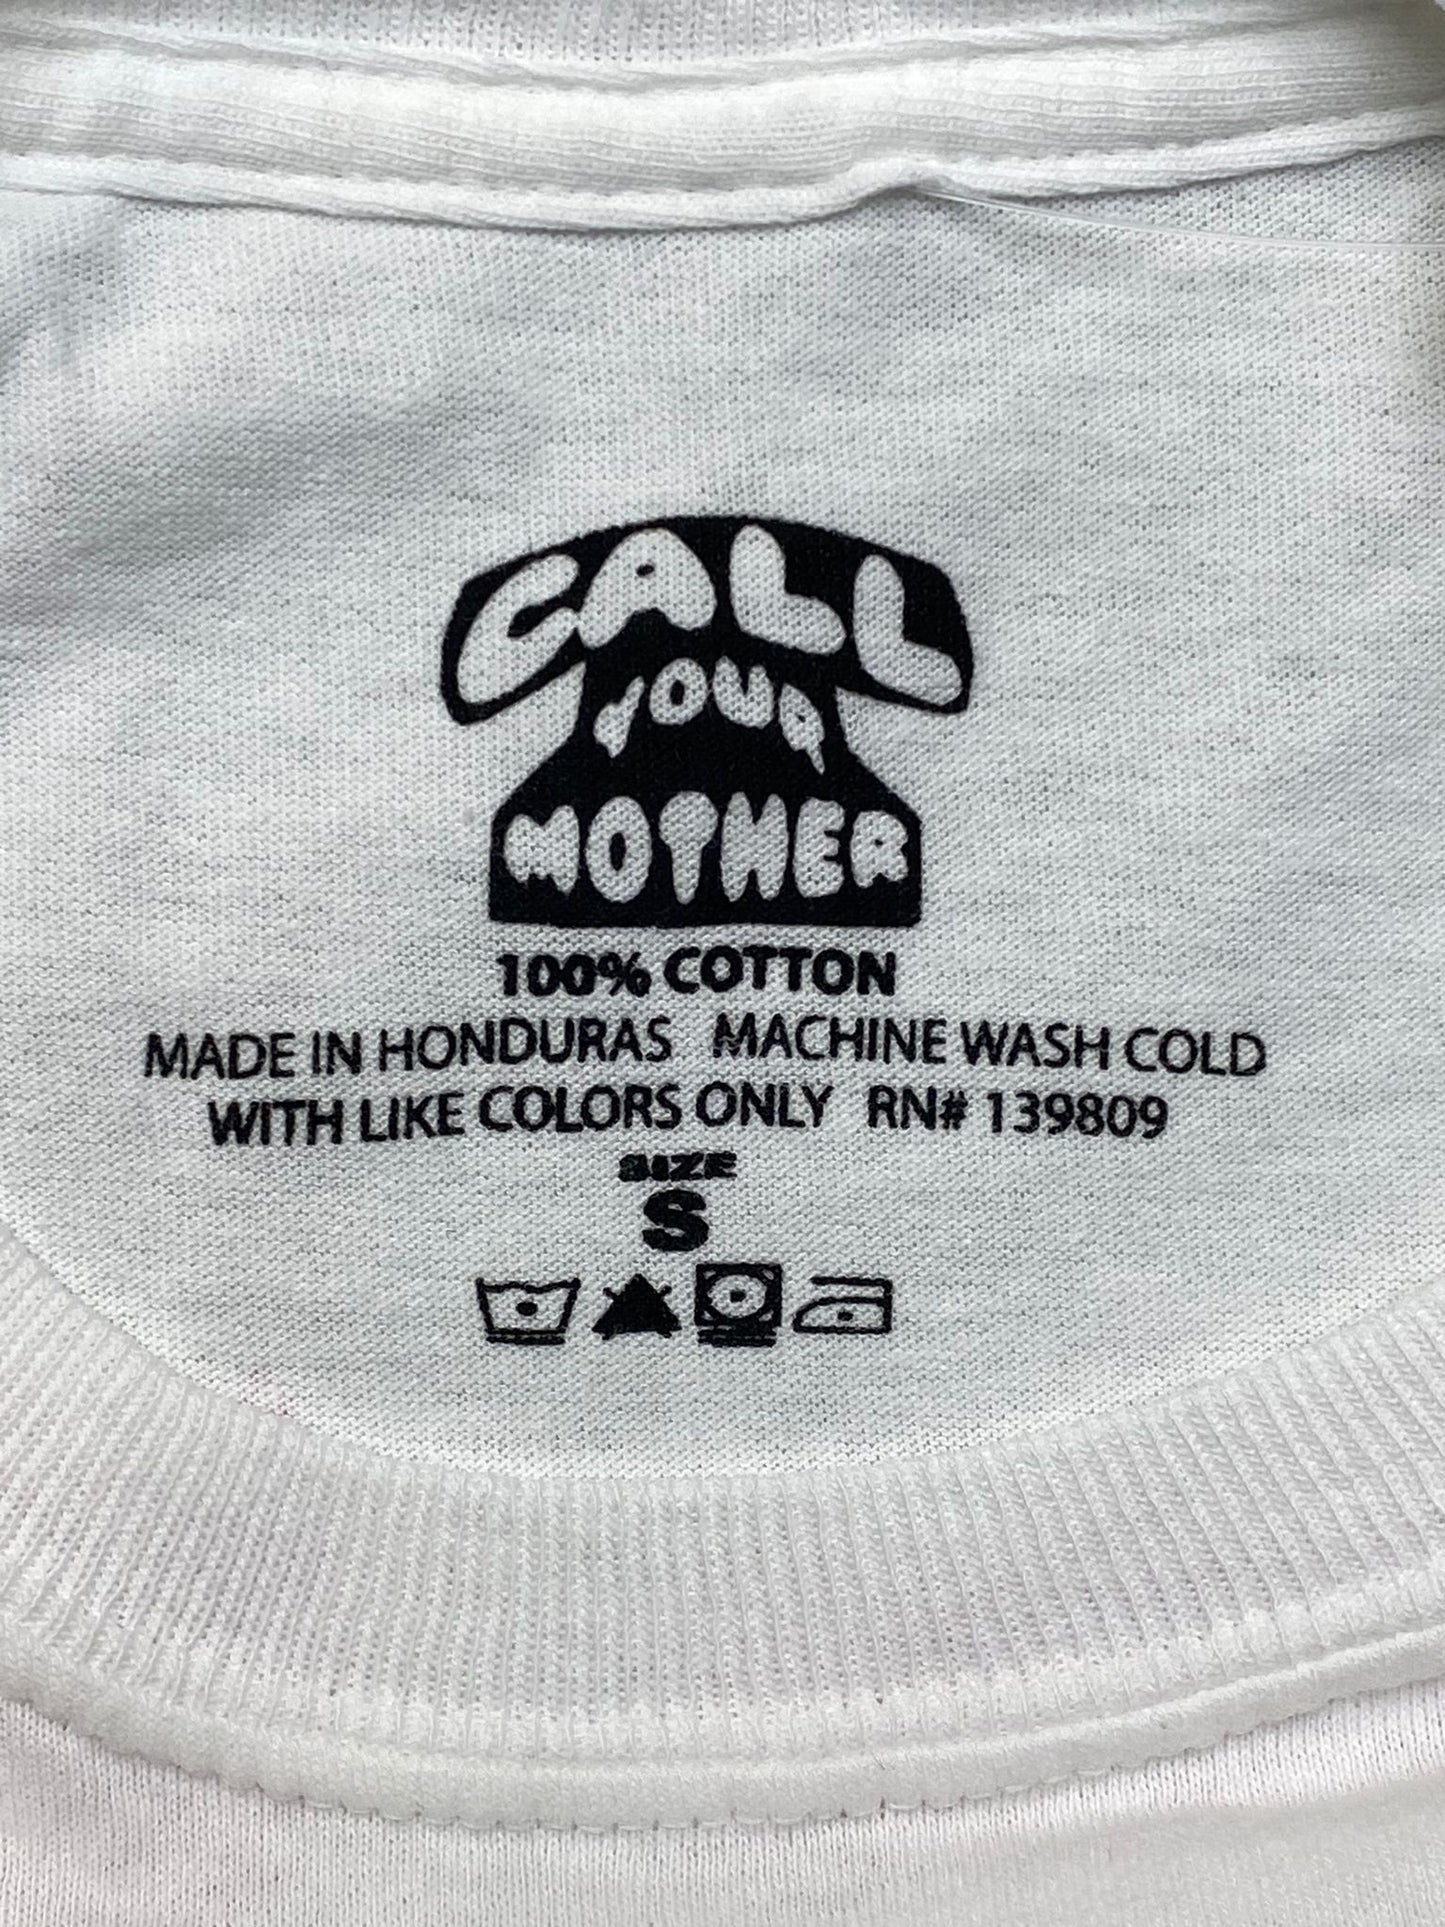 CALL
YOUR
MOTHER
100% COTTON
MADE IN HONDURAS MACHINE WASH COLD
WITH LIKE COLORS ONLY RN# 139809
SIZE
S